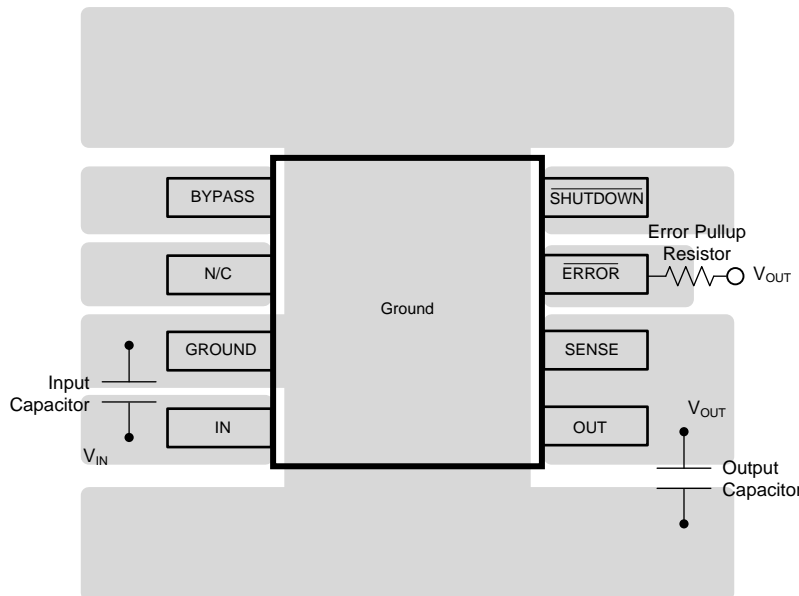 BYPASS
SHUTDOWN
Error Pullup
Resistor
N/C
ERROR
VOUT
Ground
GROUND
SENSE
Input
Capacitor
VIN
IN
OUT
VOUT
Output
Capacitor